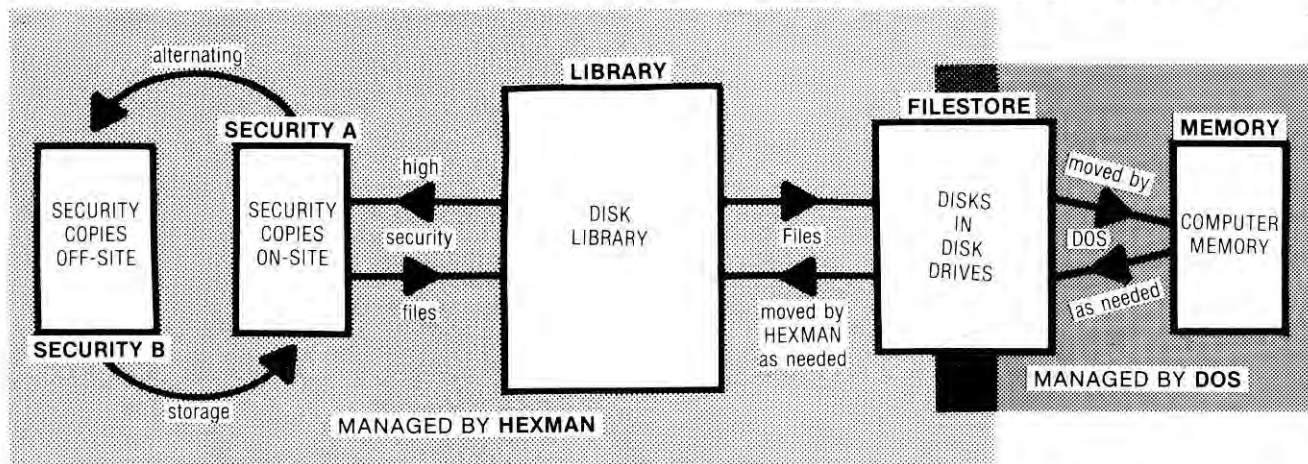 alternating
SECURITY A
SECURITY
COPIES
OFF-SITE
SECURITY B
storage
SECURITY
COPIES
ON-SITE
high
security
files
LIBRARY
DISK
LIBRARY
Files
moved by
HEXMAN
as needed
FILESTORE
DISKS
IN
DISK
DRIVES
moved by
DOS
as needed
MEMORY
COMPUTER
MEMORY
MANAGED BY HEXMAN
MANAGED BY DOS